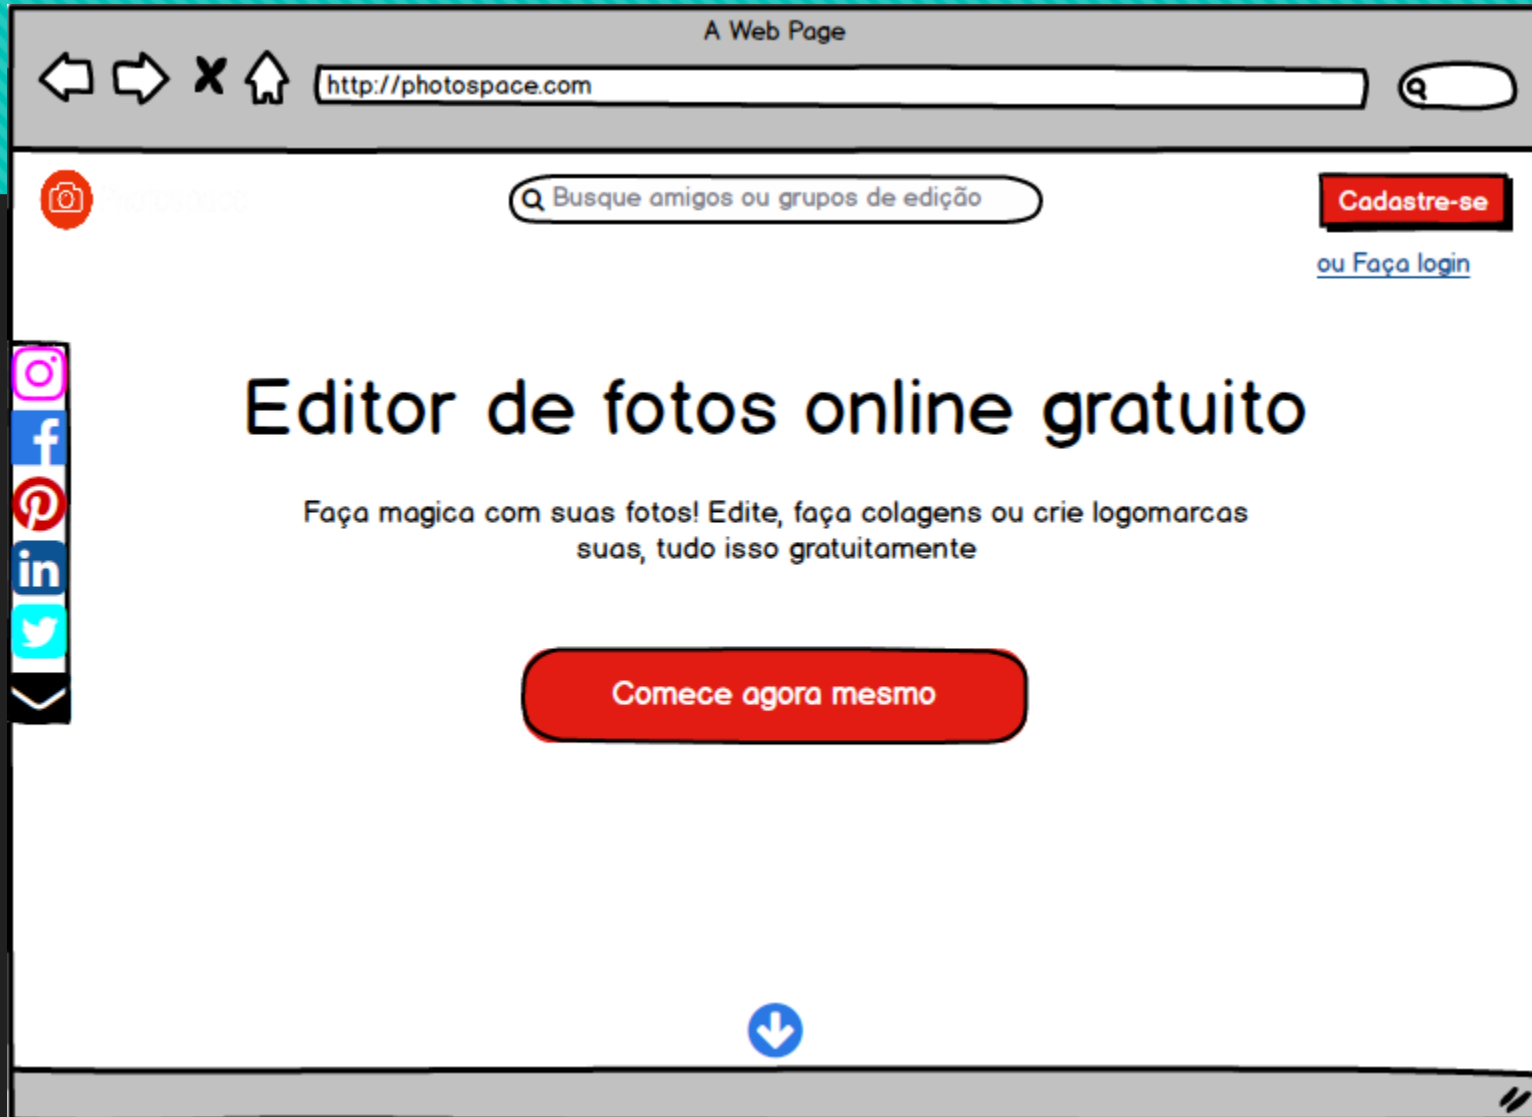 A Web Page
http://photospace.com
Busque amigos ou grupos de edição
Cadastre-se
ou Faça login
Editor de fotos online gratuito
Faça magica com suas fotos! Edite, faça colagens ou crie logomarcas
suas, tudo isso gratuitamente
Comece agora mesmo